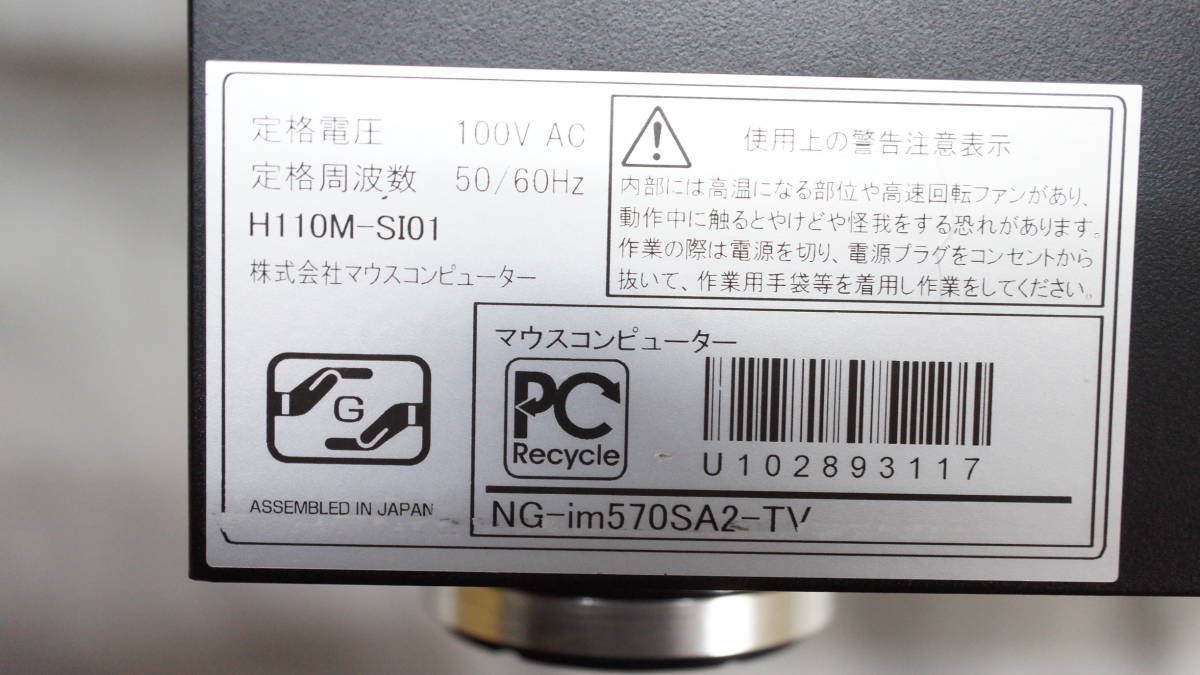 定格電圧 100V AC
定格周波数 50/60Hz
H110M-SI01
株式会社マウスコンピューター
使用上の警告注意表示
内部には高温になる部位や高速回転ファンがあり、
動作中に触るとやけどや怪我をする恐れがあります。
作業の際は電源を切り、電源プラグをコンセントから
抜いて、作業用手袋等を着用し作業をしてください。
G
ASSEMBLED IN JAPAN
マウスコンピューター
PC
Recycle
U102893117
NG-im570SA2-TV